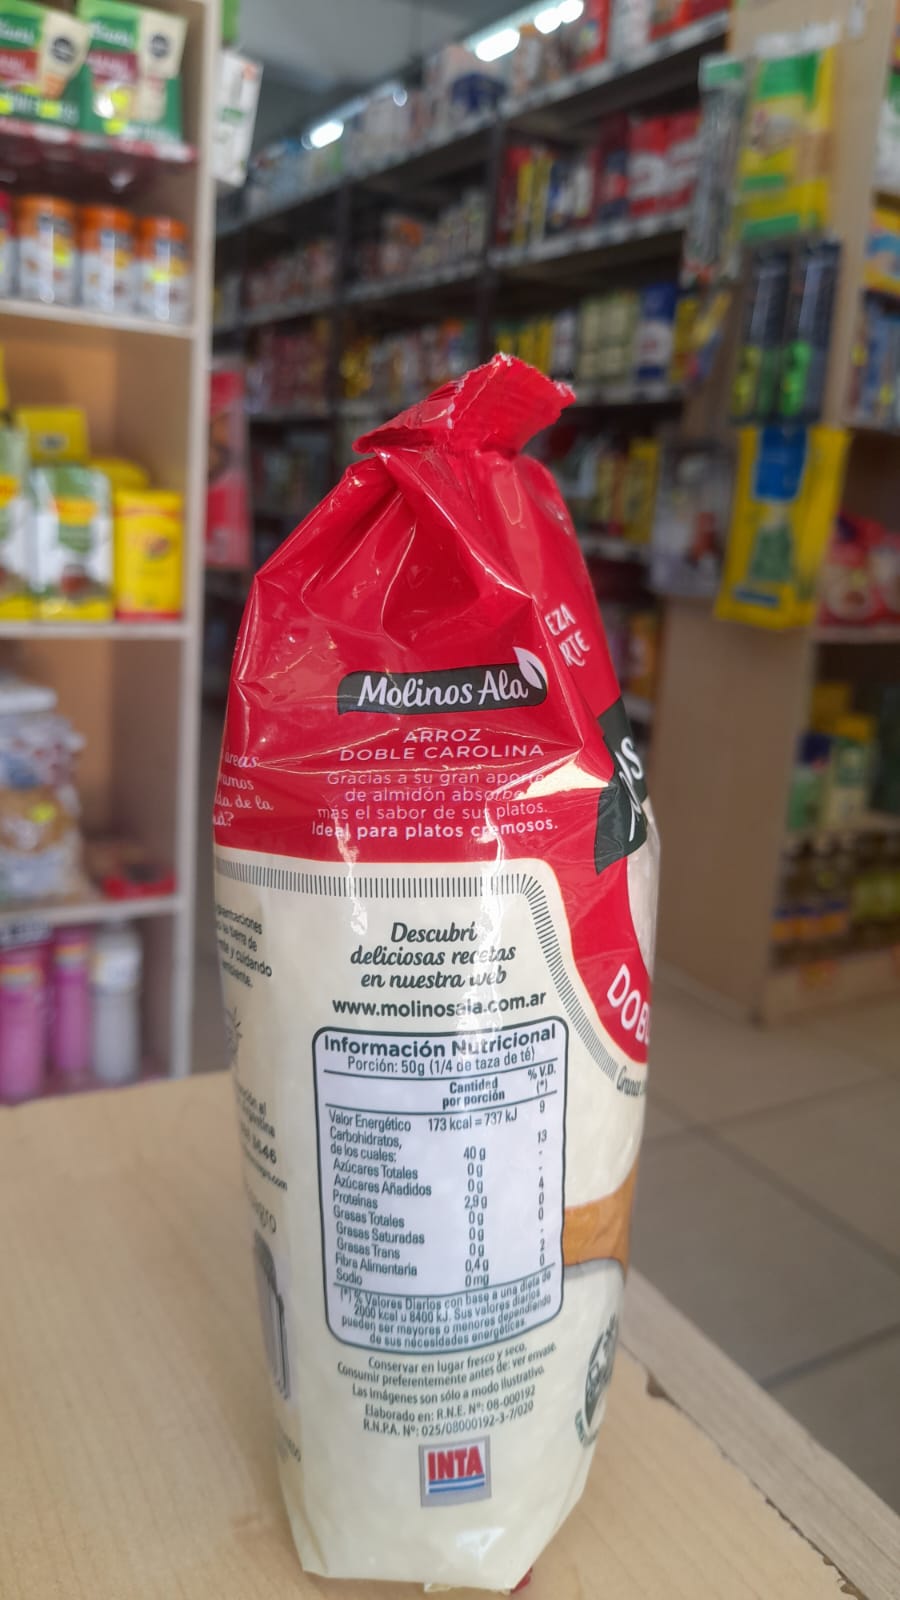 EZA
RTE
Molinos Ala
ARROZ
DOBLE CAROLINA
Gracias a su gran aporte
de almidón absorbe
más el sabor de sus platos.
Ideal para platos cremosos.
da de la
Descubrí
deliciosas recetas
en nuestra web
www.molinosala.com.ar
DOB
Información Nutricional
Porción: 50g (1/4 de taza de té)
Cantidad
por porción
% V.D.
(*)
Valor Energético 173 kcal = 737 kJ 9
Carbohidratos,
de los cuales: 40 g 13
Azúcares Totales 0 g -
Azúcares Añadidos 0 g -
Proteínas 2,9 g 4
Grasas Totales 0 g 0
Grasas Saturadas 0 g 0
Grasas Trans 0 g -
Fibra Alimentaria 0,4 g 2
Sodio 0 mg 0
(*) % Valores Diarios con base a una dieta de
2000 kcal u 8400 kJ. Sus valores diarios
pueden ser mayores o menores dependiendo
de sus necesidades energéticas.
Conservar en lugar fresco y seco.
Consumir preferentemente antes de: ver envase.
Las imágenes son sólo a modo ilustrativo.
Elaborado en: R.N.E. Nº: 08-000192
R.N.P.A. Nº: 025/08000192-3-7/020
INTA